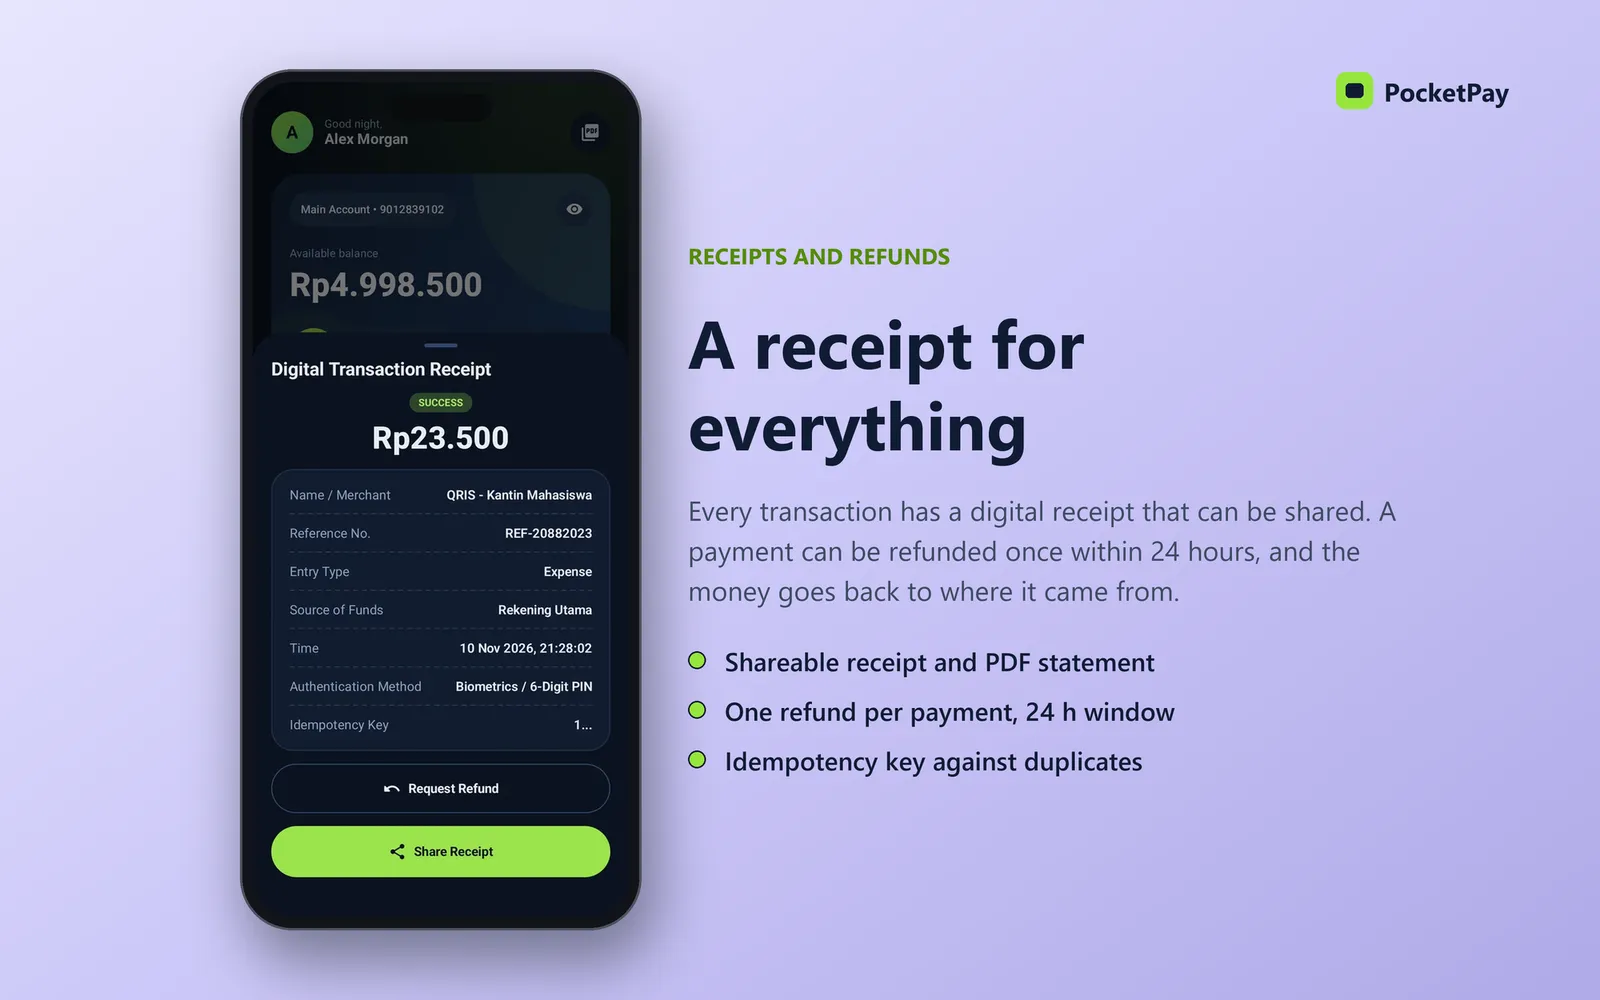 A
Good night,
Alex Morgan
PDF
Main Account • 9012839102
Available balance
Rp4.998.500
Digital Transaction Receipt
SUCCESS
Rp23.500
Name / Merchant QRIS - Kantin Mahasiswa
Reference No. REF-20882023
Entry Type Expense
Source of Funds Rekening Utama
Time 10 Nov 2026, 21:28:02
Authentication Method Biometrics / 6-Digit PIN
Idempotency Key 1...
Request Refund
Share Receipt
PocketPay
RECEIPTS AND REFUNDS
A receipt for
everything
Every transaction has a digital receipt that can be shared. A
payment can be refunded once within 24 hours, and the
money goes back to where it came from.
Shareable receipt and PDF statement
One refund per payment, 24 h window
Idempotency key against duplicates